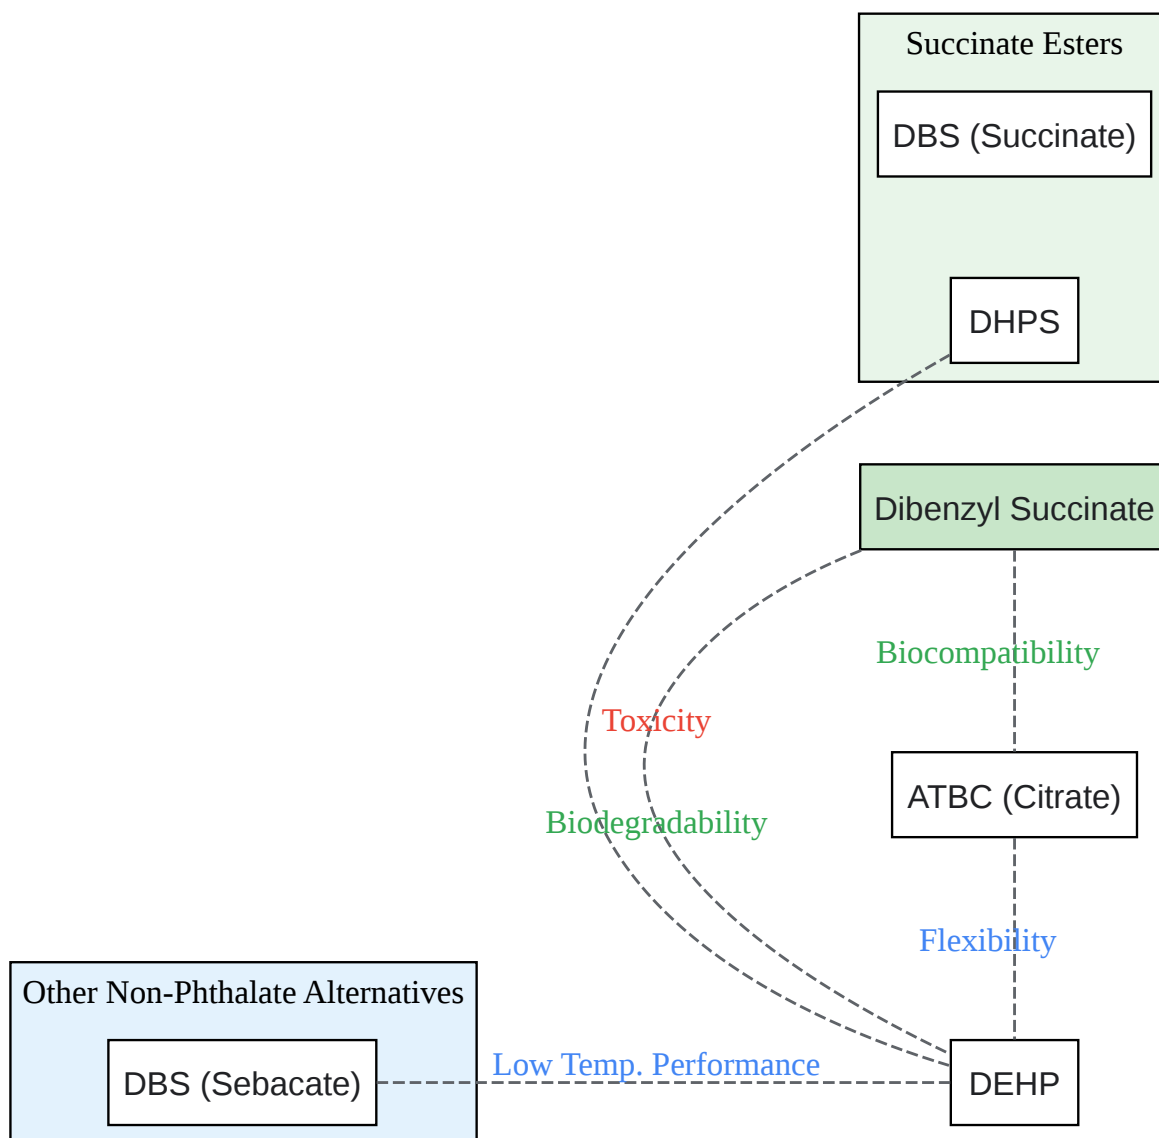 Succinate Esters
DBS (Succinate)
DHPS
Dibenzyl Succinate
Biocompatibility
Toxicity
ATBC (Citrate)
Biodegradability
Flexibility
Other Non-Phthalate Alternatives
Low Temp. Performance
DBS (Sebacate)
DEHP